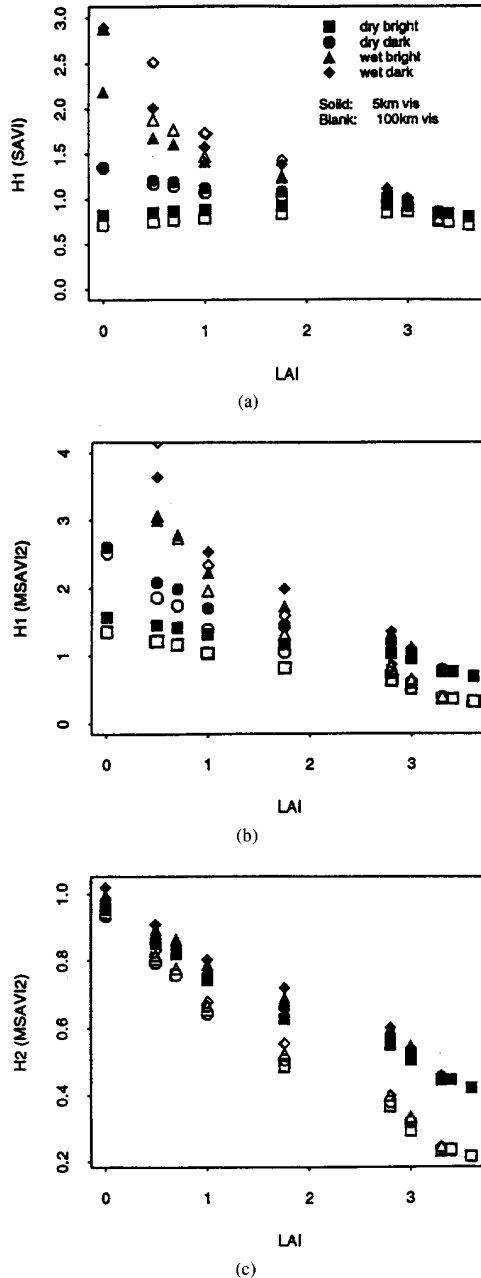 3.0
2.5
2.0
1.5
1.0
0.5
0.0
H1 (SAVI)
dry bright
dry dark
wet bright
wet dark
Solid: 5km vis
Blank: 100km vis
0 1 2 3
LAI
(a)
4
3
2
1
0
H1 (MSAVI2)
0 1 2 3
LAI
(b)
1.0
0.8
0.6
0.4
0.2
H2 (MSAVI2)
0 1 2 3
LAI
(c)